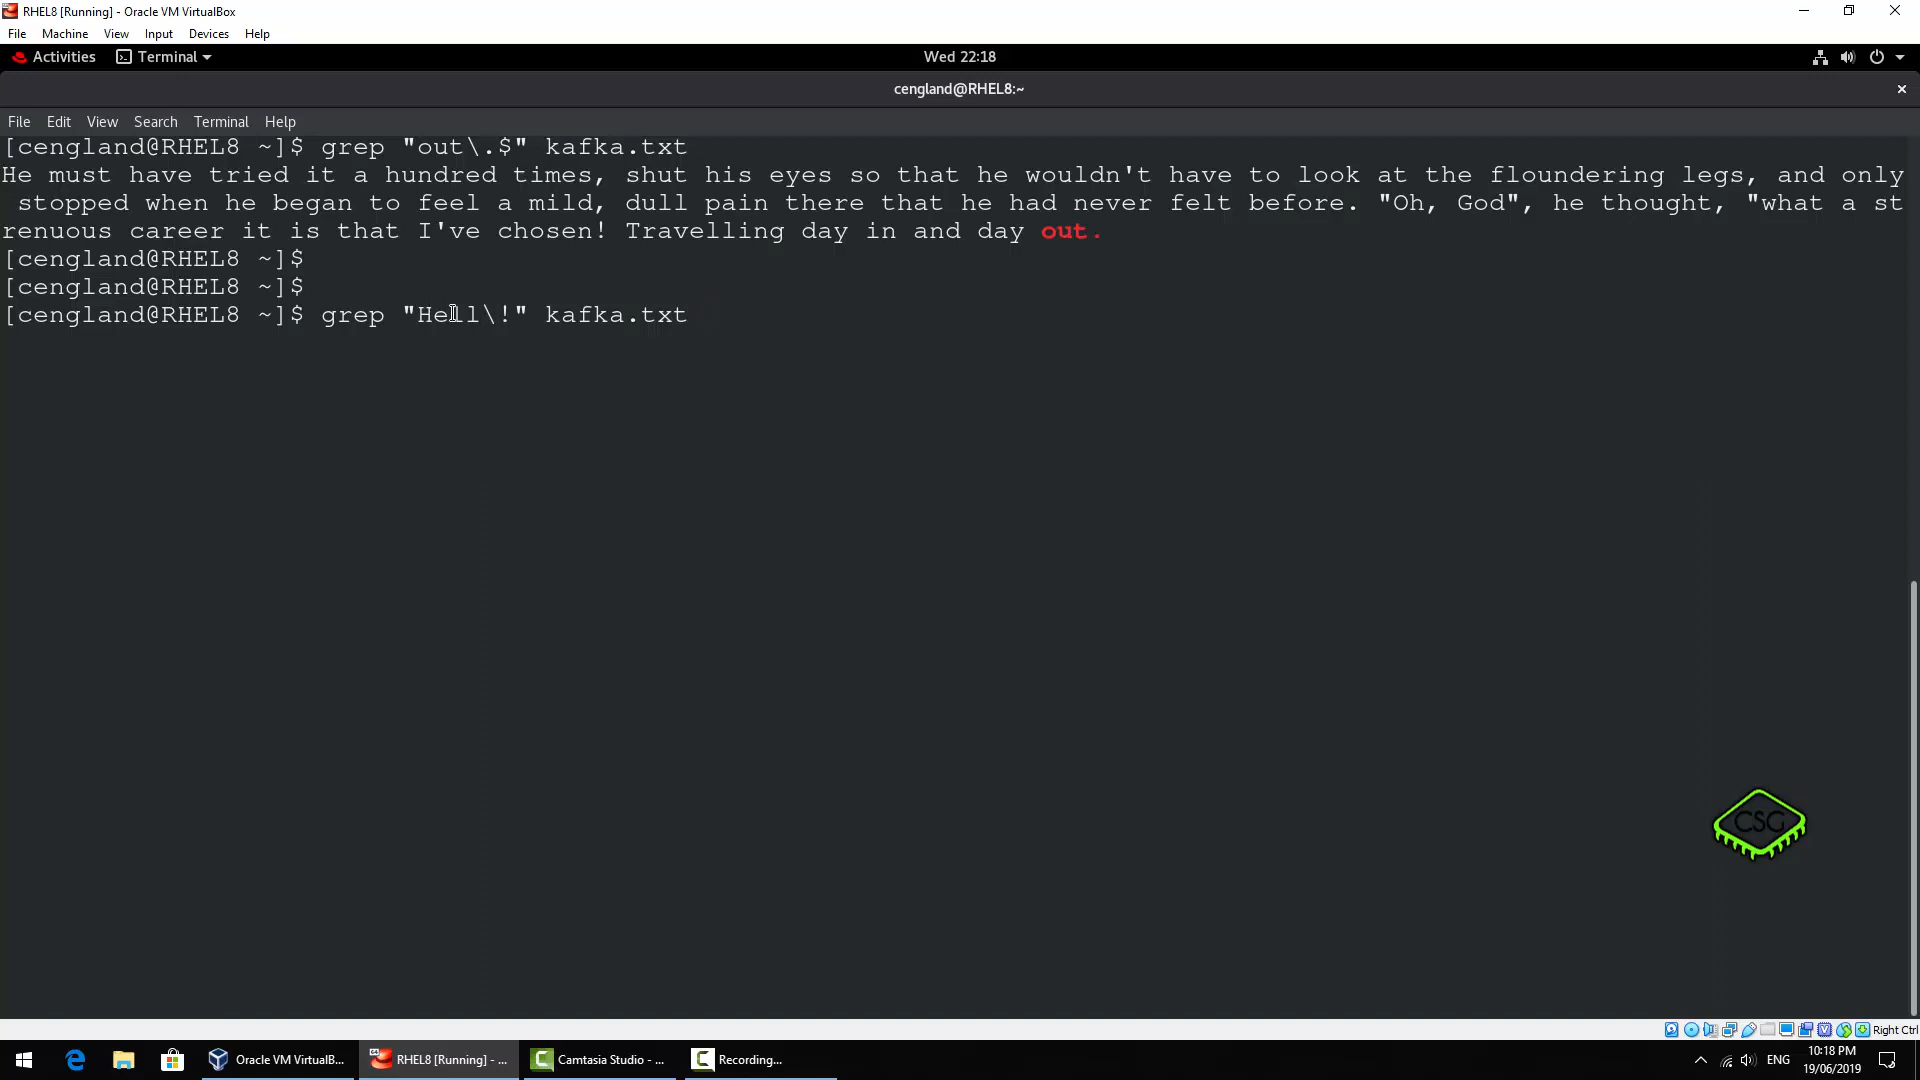 RHEL8 [Running] - Oracle VM VirtualBox
File Machine View Input Devices Help
Activities Terminal Wed 22:18
cengland@RHEL8:~
File Edit View Search Terminal Help
[cengland@RHEL8 ~]$ grep "out\.$" kafka.txt
He must have tried it a hundred times, shut his eyes so that he wouldn't have to look at the floundering legs, and only
 stopped when he began to feel a mild, dull pain there that he had never felt before. "Oh, God", he thought, "what a st
renuous career it is that I've chosen! Travelling day in and day out.
[cengland@RHEL8 ~]$
[cengland@RHEL8 ~]$
[cengland@RHEL8 ~]$ grep "Hell\!" kafka.txt
CSG
Right Ctrl
Oracle VM VirtualB... RHEL8 [Running] - ... Camtasia Studio - ... Recording... ENG 10:18 PM
19/06/2019